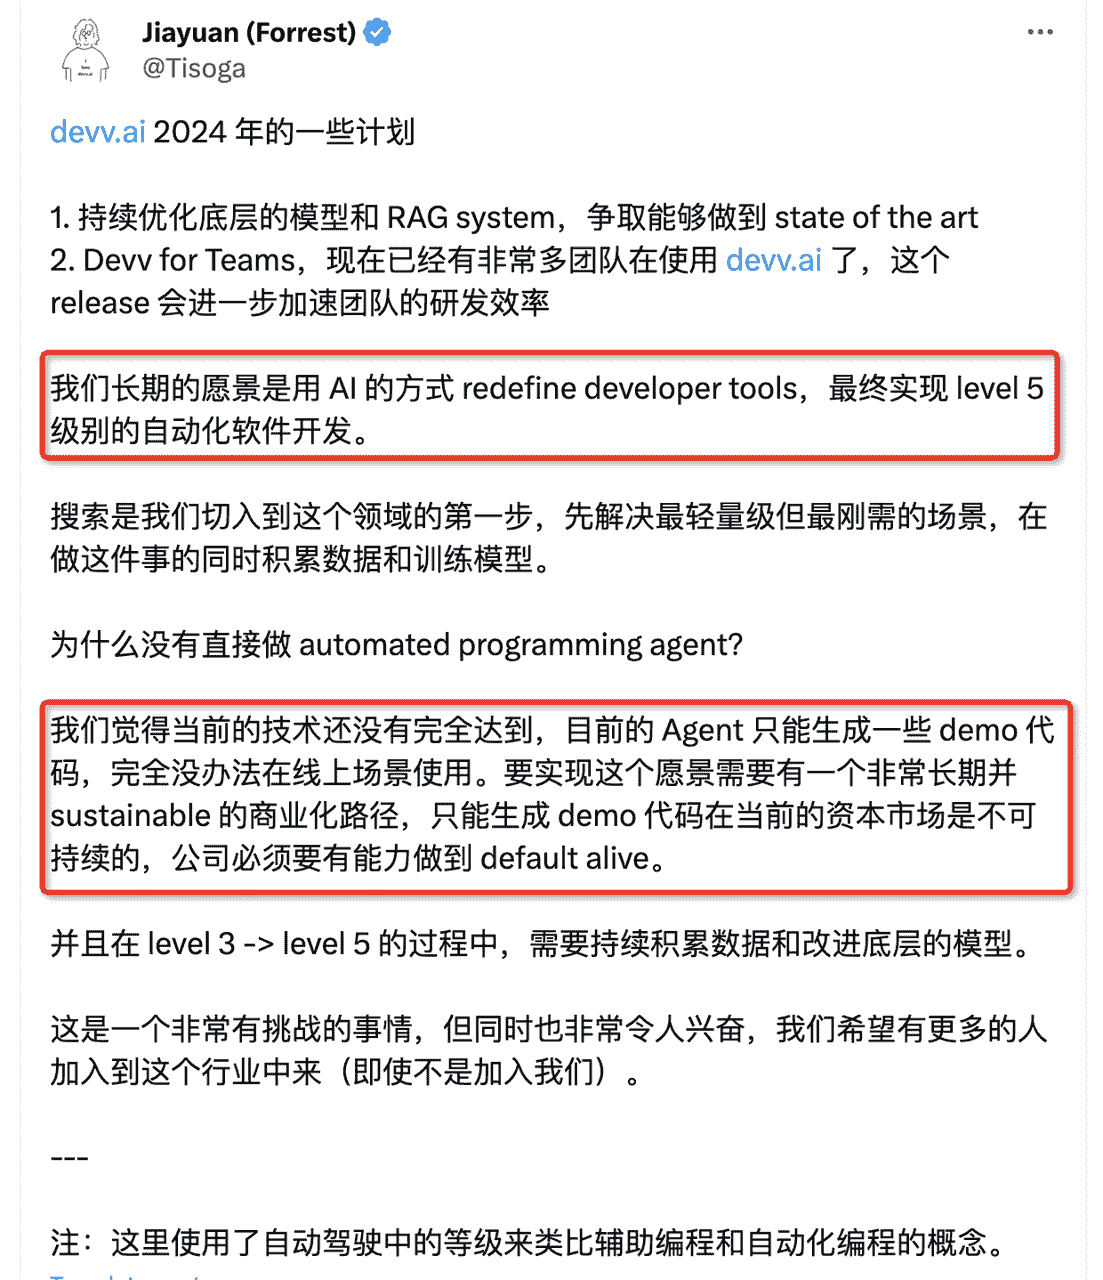 Jiayuan (Forrest)
@Tisoga
devv.ai 2024 年的一些计划
1. 持续优化底层的模型和 RAG system，争取能够做到 state of the art
2. Devv for Teams，现在已经有非常多团队在使用 devv.ai 了，这个
release 会进一步加速团队的研发效率
我们长期的愿景是用 AI 的方式 redefine developer tools，最终实现 level 5
级别的自动化软件开发。
搜索是我们切入到这个领域的第一步，先解决最轻量级但最刚需的场景，在
做这件事的同时积累数据和训练模型。
为什么没有直接做 automated programming agent?
我们觉得当前的技术还没有完全达到，目前的 Agent 只能生成一些 demo 代
码，完全没办法在线上场景使用。要实现这个愿景需要有一个非常长期并
sustainable 的商业化路径，只能生成 demo 代码在当前的资本市场是不可
持续的，公司必须要有能力做到 default alive。
并且在 level 3 -> level 5 的过程中，需要持续积累数据和改进底层的模型。
这是一个非常有挑战的事情，但同时也非常令人兴奋，我们希望有更多的人
加入到这个行业中来（即使不是加入我们）。
---
注：这里使用了自动驾驶中的等级来类比辅助编程和自动化编程的概念。